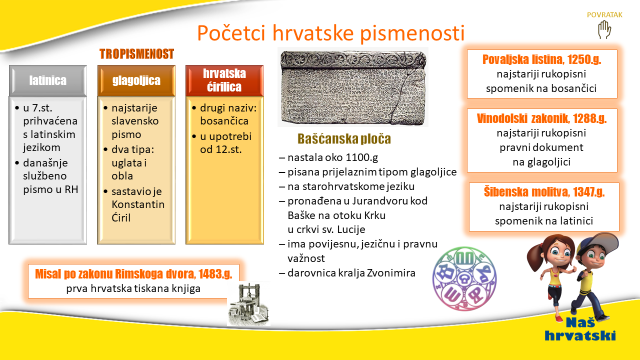 POVRATAK
Početci hrvatske pismenosti
TROPISMENOST
latinica
• u 7.st.
prihvaćena
s latinskim
jezikom
• današnje
službeno
pismo u RH
glagoljica
• najstarije
slavensko
pismo
• dva tipa:
uglata i
obla
• sastavio je
Konstantin
Ćiril
hrvatska
ćirilica
• drugi naziv:
bosančica
• u upotrebi
od 12.st.
Bašćanska ploča
– nastala oko 1100.g
– pisana prijelaznim tipom glagoljice
– na starohrvatskome jeziku
– pronađena u Jurandvoru kod
Baške na otoku Krku
u crkvi sv. Lucije
– ima povijesnu, jezičnu i pravnu
važnost
– darovnica kralja Zvonimira
Povaljska listina, 1250.g.
najstariji rukopisni
spomenik na bosančici
Vinodolski zakonik, 1288.g.
najstariji rukopisni
pravni dokument
na glagoljici
Šibenska molitva, 1347.g.
najstariji rukopisni
spomenik na latinici
Misal po zakonu Rimskoga dvora, 1483.g.
prva hrvatska tiskana knjiga
Naš
hrvatski